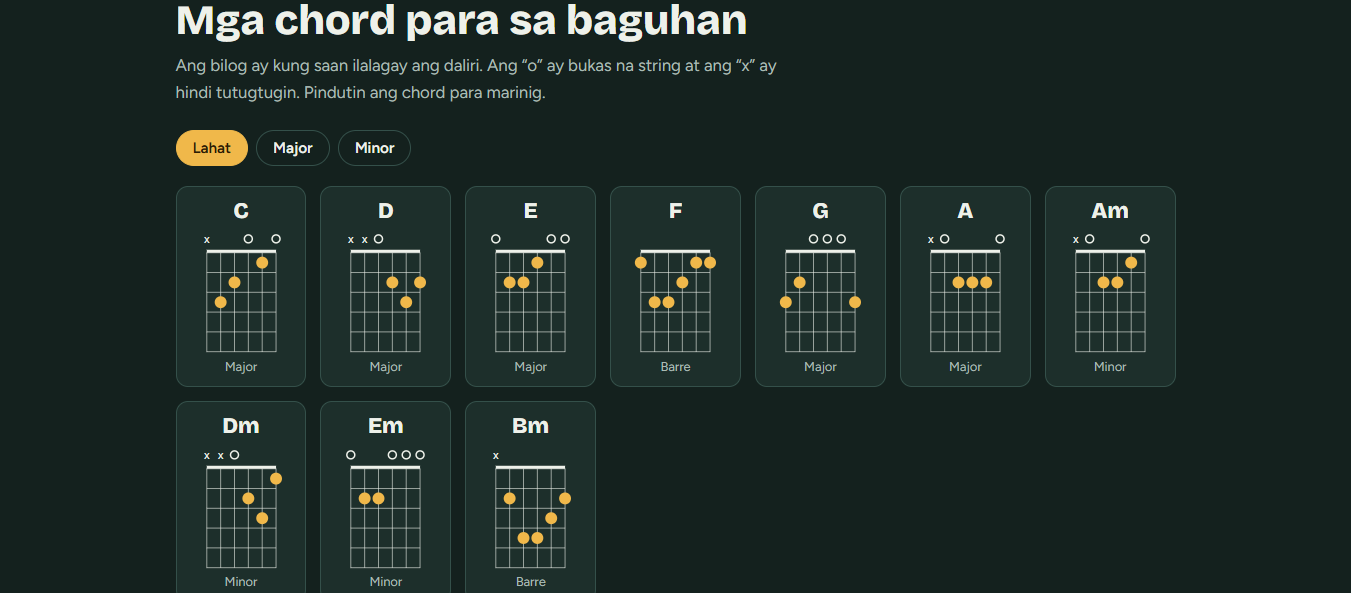 Mga chord para sa baguhan
Ang bilog ay kung saan ilalagay ang daliri. Ang “o” ay bukas na string at ang “x” ay
hindi tutugtugin. Pindutin ang chord para marinig.
Lahat Major Minor
C D E F G A Am
x x x x x
Major Major Major Barre Major Major Minor
Dm Em Bm
x x x
Minor Minor Barre